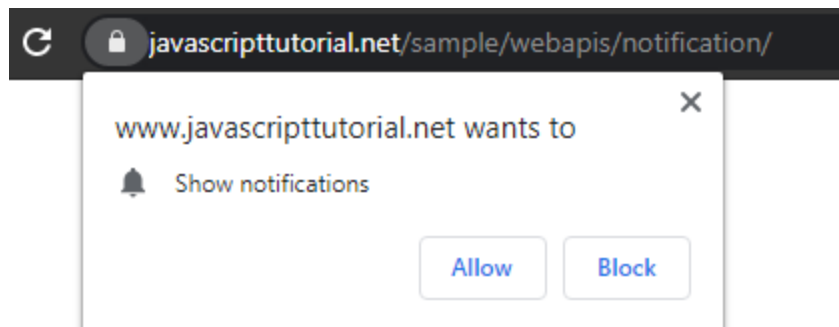 javascripttutorial.net/sample/webapis/notification/
www.javascripttutorial.net wants to
Show notifications
Allow Block